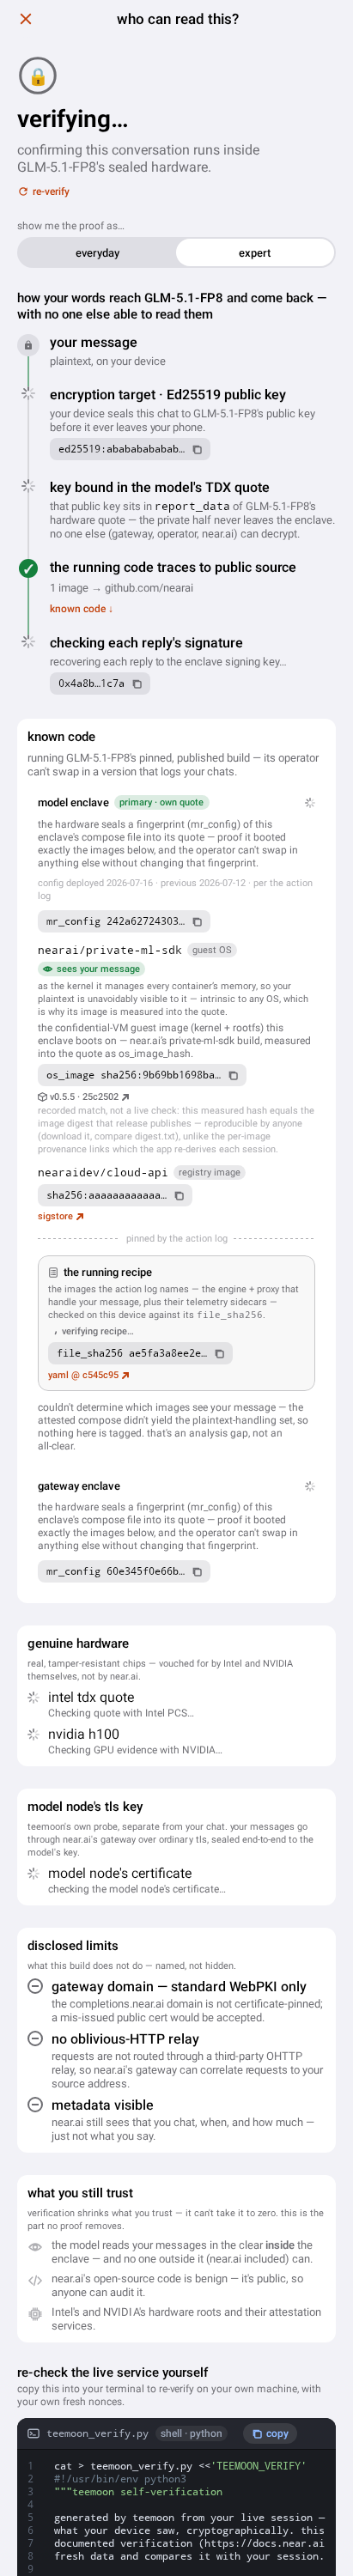 who can read this?
verifying…
confirming this conversation runs inside
GLM-5.1-FP8's sealed hardware.
re-verify
show me the proof as…
everyday
expert
how your words reach GLM-5.1-FP8 and come back —
with no one else able to read them
your message
plaintext, on your device
encryption target · Ed25519 public key
your device seals this chat to GLM-5.1-FP8's public key
before it ever leaves your phone.
ed25519:abababababab…
key bound in the model's TDX quote
that public key sits in report_data of GLM-5.1-FP8's
hardware quote — the private half never leaves the enclave.
no one else (gateway, operator, near.ai) can decrypt.
the running code traces to public source
1 image → github.com/nearai
known code ↓
checking each reply's signature
recovering each reply to the enclave signing key…
0x4a8b…1c7a
known code
running GLM-5.1-FP8's pinned, published build — its operator
can't swap in a version that logs your chats.
model enclave primary · own quote
the hardware seals a fingerprint (mr_config) of this
enclave's compose file into its quote — proof it booted
exactly the images below, and the operator can't swap in
anything else without changing that fingerprint.
config deployed 2026-07-16 · previous 2026-07-12 · per the action
log
mr_config 242a62724303…
nearai/private-ml-sdk guest OS
sees your message
as the kernel it manages every container's memory, so your
plaintext is unavoidably visible to it — intrinsic to any OS, which
is why its image is measured into the quote.
the confidential-VM guest image (kernel + rootfs) this
enclave boots on — near.ai's private-ml-sdk build, measured
into the quote as os_image_hash.
os_image sha256:9b69bb1698ba…
v0.5.5 · 25c2502
recorded match, not a live check: this measured hash equals the
image digest that release publishes — reproducible by anyone
(download it, compare digest.txt), unlike the per-image
provenance links which the app re-derives each session.
nearaidev/cloud-api registry image
sha256:aaaaaaaaaaaa…
sigstore
pinned by the action log
the running recipe
the images the action log names — the engine + proxy that
handle your message, plus their telemetry sidecars —
checked on this device against its file_sha256.
verifying recipe…
file_sha256 ae5fa3a8ee2e…
yaml @ c545c95
couldn't determine which images see your message — the
attested compose didn't yield the plaintext-handling set, so
nothing here is tagged. that's an analysis gap, not an
all-clear.
gateway enclave
the hardware seals a fingerprint (mr_config) of this
enclave's compose file into its quote — proof it booted
exactly the images below, and the operator can't swap in
anything else without changing that fingerprint.
mr_config 60e345f0e66b…
genuine hardware
real, tamper-resistant chips — vouched for by Intel and NVIDIA
themselves, not by near.ai.
intel tdx quote
Checking quote with Intel PCS…
nvidia h100
Checking GPU evidence with NVIDIA…
model node's tls key
teemoon's own probe, separate from your chat. your messages go
through near.ai's gateway over ordinary tls, sealed end-to-end to the
model's key.
model node's certificate
checking the model node's certificate…
disclosed limits
what this build does not do — named, not hidden.
gateway domain — standard WebPKI only
the completions.near.ai domain is not certificate-pinned;
a mis-issued public cert would be accepted.
no oblivious-HTTP relay
requests are not routed through a third-party OHTTP
relay, so near.ai's gateway can correlate requests to your
source address.
metadata visible
near.ai still sees that you chat, when, and how much —
just not what you say.
what you still trust
verification shrinks what you trust — it can't take it to zero. this is the
part no proof removes.
the model reads your messages in the clear inside the
enclave — and no one outside it (near.ai included) can.
near.ai's open-source code is benign — it's public, so
anyone can audit it.
Intel's and NVIDIA's hardware roots and their attestation
services.
re-check the live service yourself
copy this into your terminal to re-verify on your own machine, with
your own fresh nonces.
teemoon_verify.py shell · python copy
1 cat > teemoon_verify.py <<'TEEMOON_VERIFY'
2 #!/usr/bin/env python3
3 """teemoon self-verification
4
5 generated by teemoon from your live session —
6 what your device saw, cryptographically. this
7 documented verification (https://docs.near.ai
8 fresh data and compares it with your session.
9